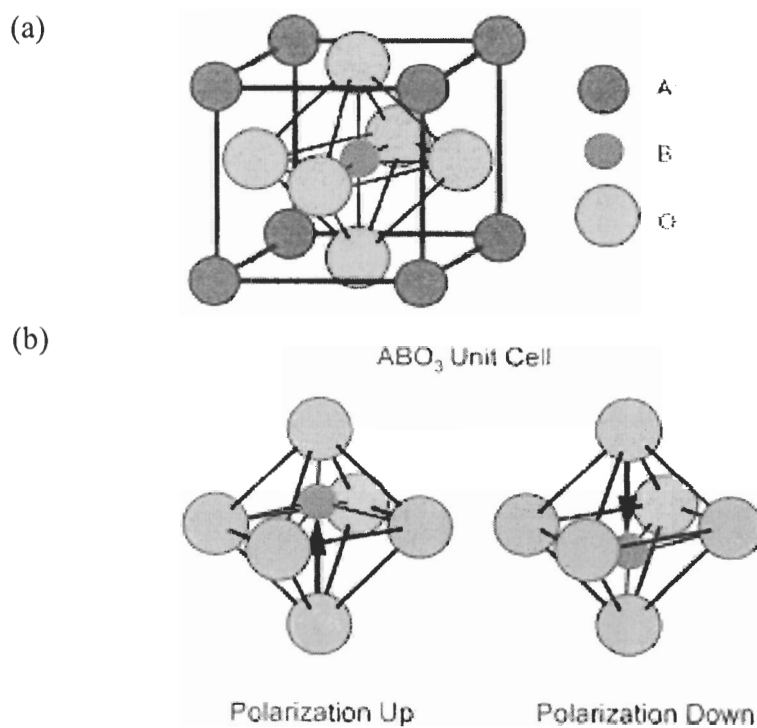 (a)
A
B
O
(b)
ABO₃ Unit Cell
Polarization Up
Polarization Down